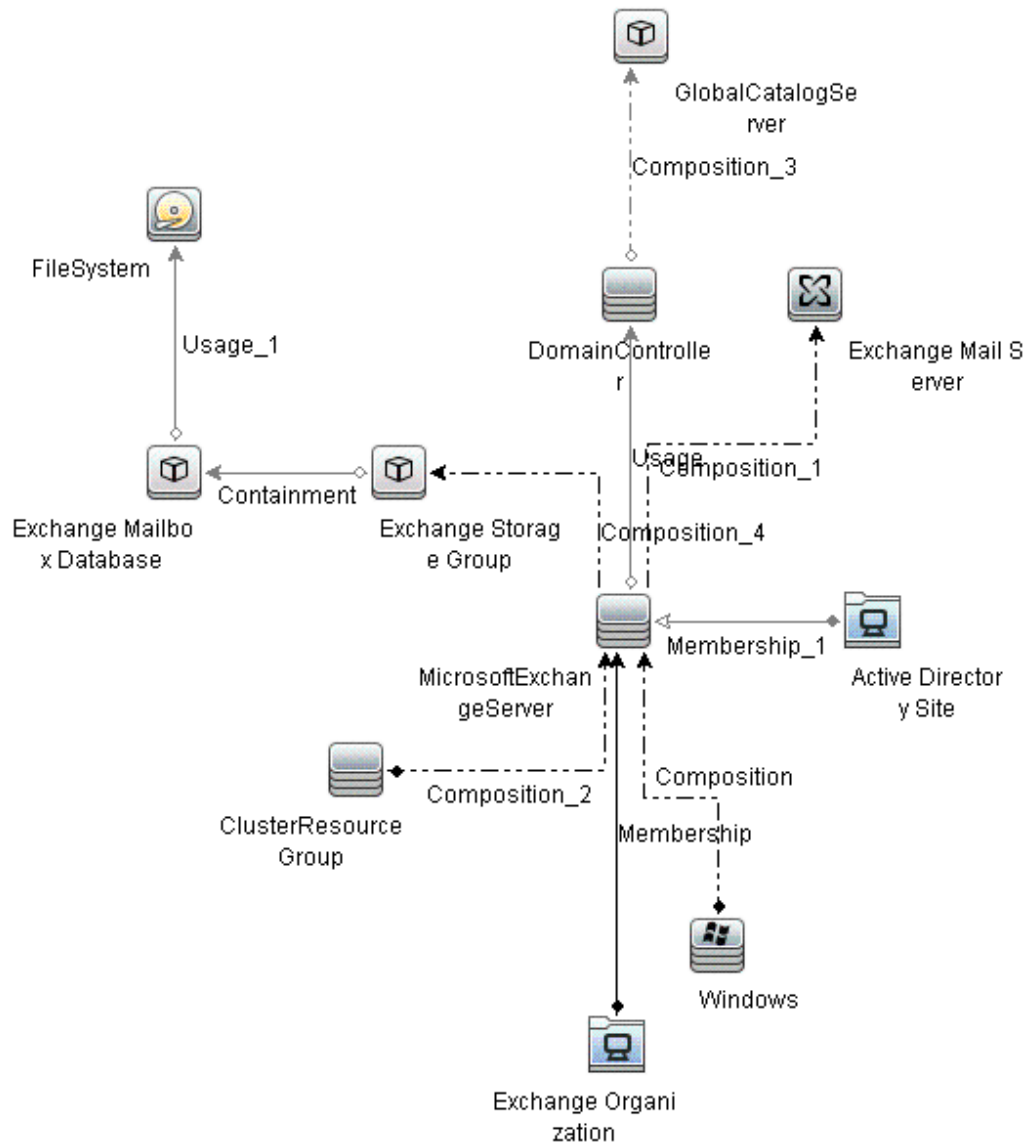 GlobalCatalogSe
rver
Composition_3
FileSystem
Usage_1
DomainControlle
r
Exchange Mail S
erver
Usage
Composition_1
Containment
Exchange Mailbo
x Database
Exchange Storag
e Group
Composition_4
Membership_1
MicrosoftExchan
geServer
Active Director
y Site
Composition
Composition_2
ClusterResource
Group
Membership
Windows
Exchange Organi
zation